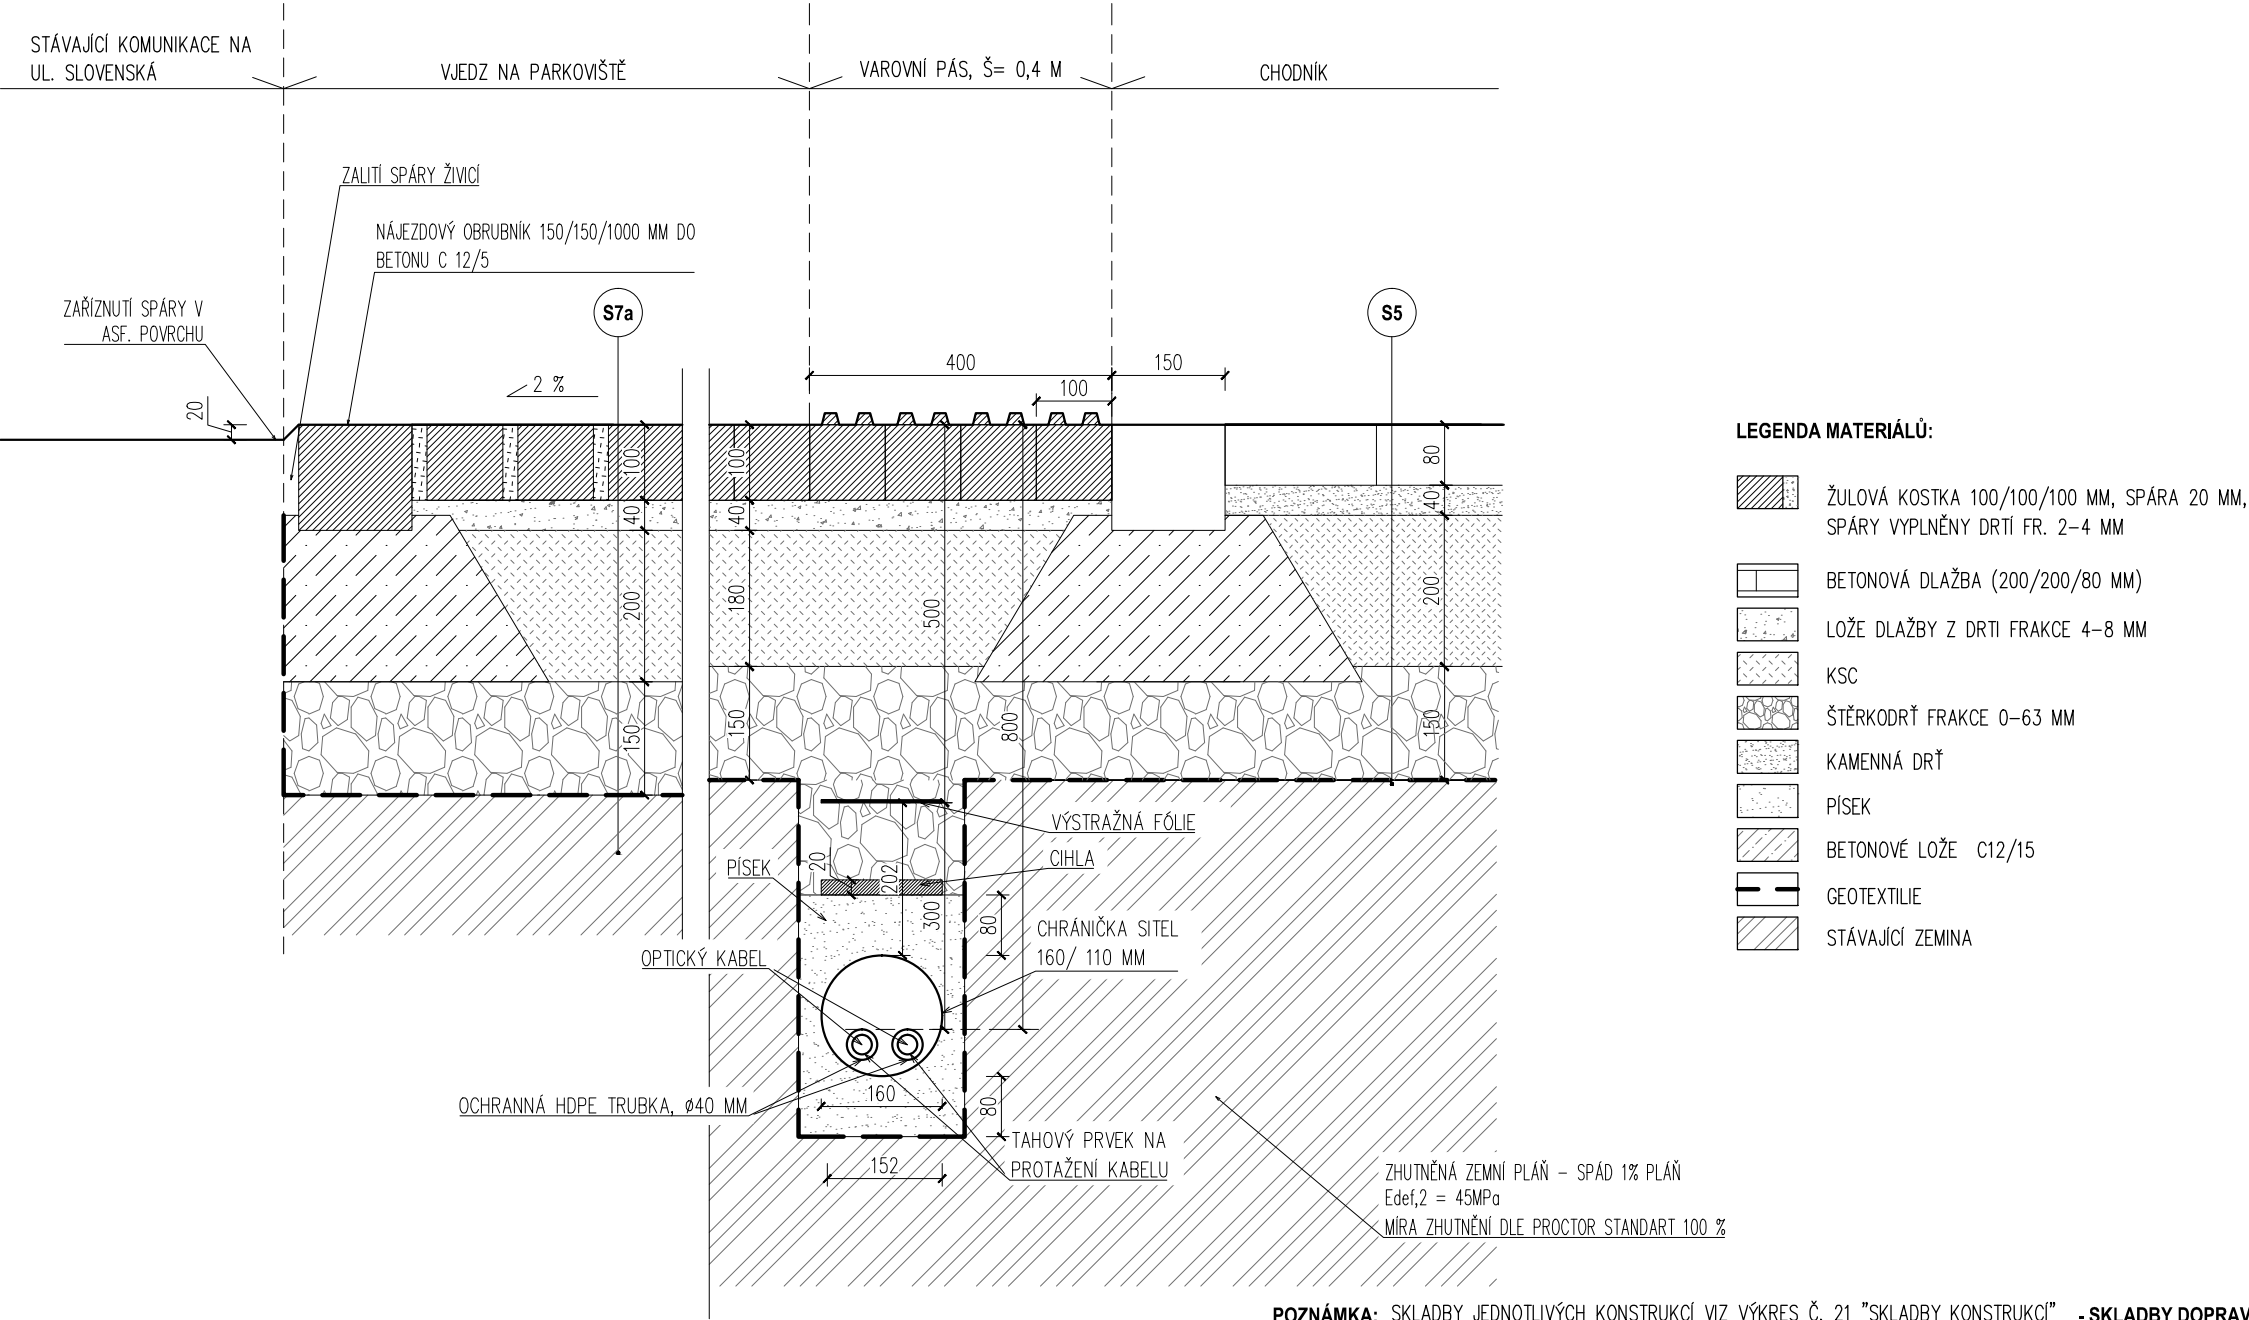 STÁVAJÍCÍ KOMUNIKACE NA
UL. SLOVENSKÁ
VJEDZ NA PARKOVIŠTĚ
VAROVNÍ PÁS, Š= 0,4 M
CHODNÍK
ZALITÍ SPÁRY ŽIVICÍ
NÁJEZDOVÝ OBRUBNÍK 150/150/1000 MM DO
BETONU C 12/5
ZAŘÍZNUTÍ SPÁRY V
ASF. POVRCHU
S7a
S5
400
150
100
2 %
20
100
100
80
40
40
40
200
180
500
200
150
150
800
150
LEGENDA MATERIÁLŮ:
ŽULOVÁ KOSTKA 100/100/100 MM, SPÁRA 20 MM,
SPÁRY VYPLNĚNY DRTÍ FR. 2-4 MM
BETONOVÁ DLAŽBA (200/200/80 MM)
LOŽE DLAŽBY Z DRTI FRAKCE 4-8 MM
KSC
ŠTĚRKODRŤ FRAKCE 0-63 MM
KAMENNÁ DRŤ
PÍSEK
BETONOVÉ LOŽE C12/15
GEOTEXTILIE
STÁVAJÍCÍ ZEMINA
VÝSTRAŽNÁ FÓLIE
CIHLA
PÍSEK
20
202
300
80
CHRÁNIČKA SITEL
160/ 110 MM
OPTICKÝ KABEL
OCHRANNÁ HDPE TRUBKA, ø40 MM
160
80
152
TAHOVÝ PRVEK NA
PROTAŽENÍ KABELU
ZHUTNĚNÁ ZEMNÍ PLÁŇ - SPÁD 1% PLÁŇ
Edef,2 = 45MPa
MÍRA ZHUTNĚNÍ DLE PROCTOR STANDART 100 %
POZNÁMKA: SKLADBY JEDNOTLIVÝCH KONSTRUKCÍ VIZ VÝKRES Č. 21 "SKLADBY KONSTRUKCÍ" - SKLADBY DOPRAV